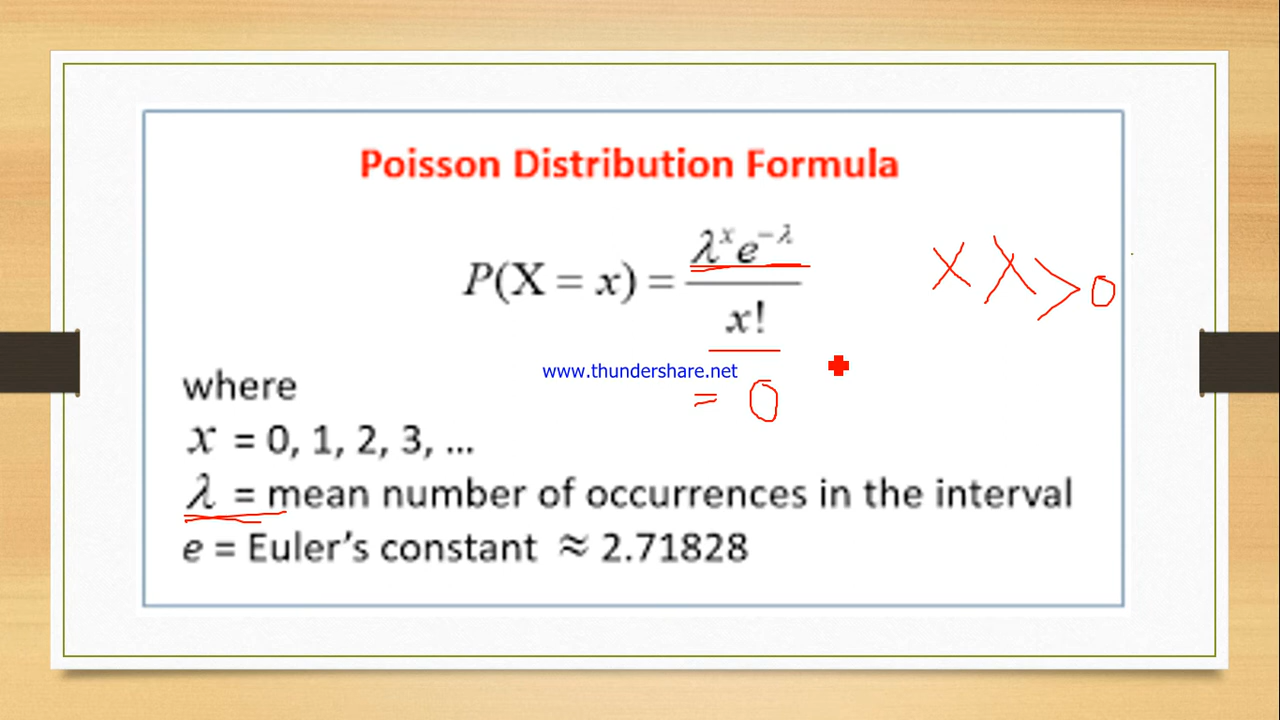 Poisson Distribution Formula
P(X = x) = λˣe⁻λ / x!
X λ > 0
www.thundershare.net
= 0
where
x = 0, 1, 2, 3, ...
λ = mean number of occurrences in the interval
e = Euler's constant ≈ 2.71828